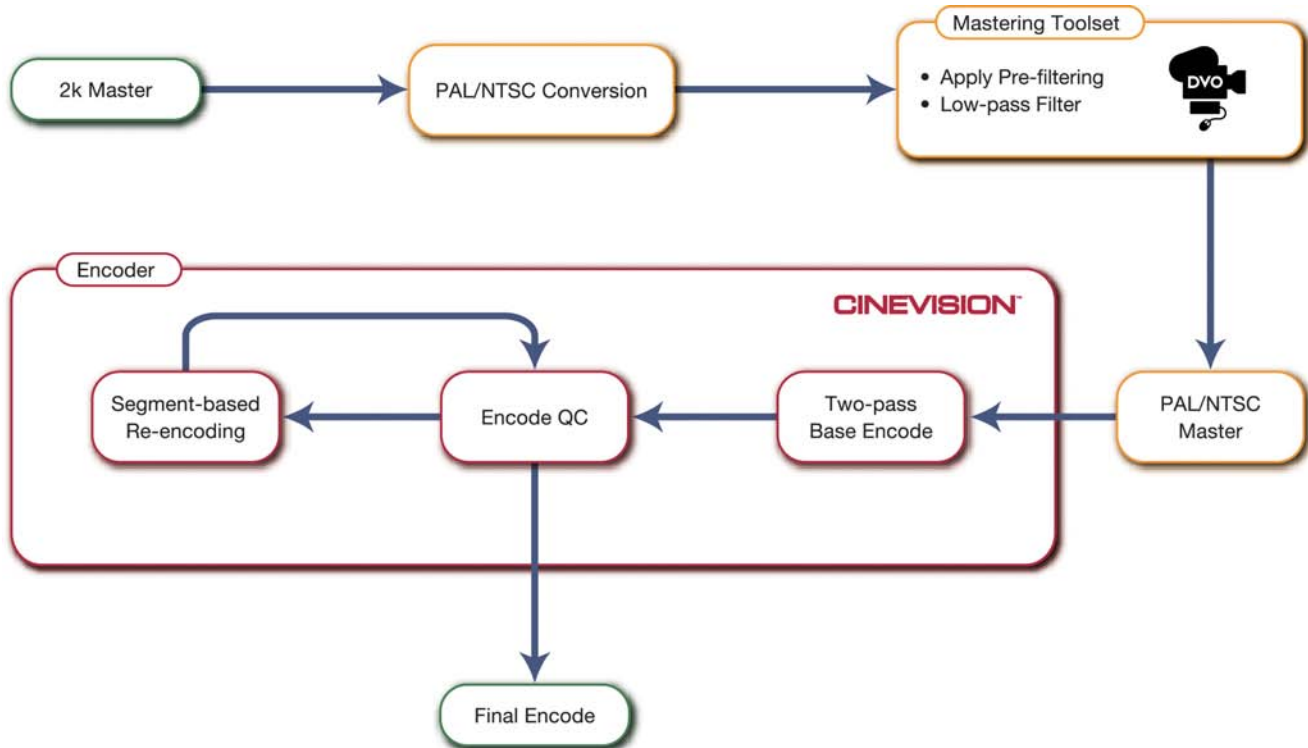 2k Master
PAL/NTSC Conversion
Mastering Toolset
• Apply Pre-filtering
• Low-pass Filter
DVO
Encoder
CINEVISION™
Segment-based
Re-encoding
Encode QC
Two-pass
Base Encode
PAL/NTSC
Master
Final Encode